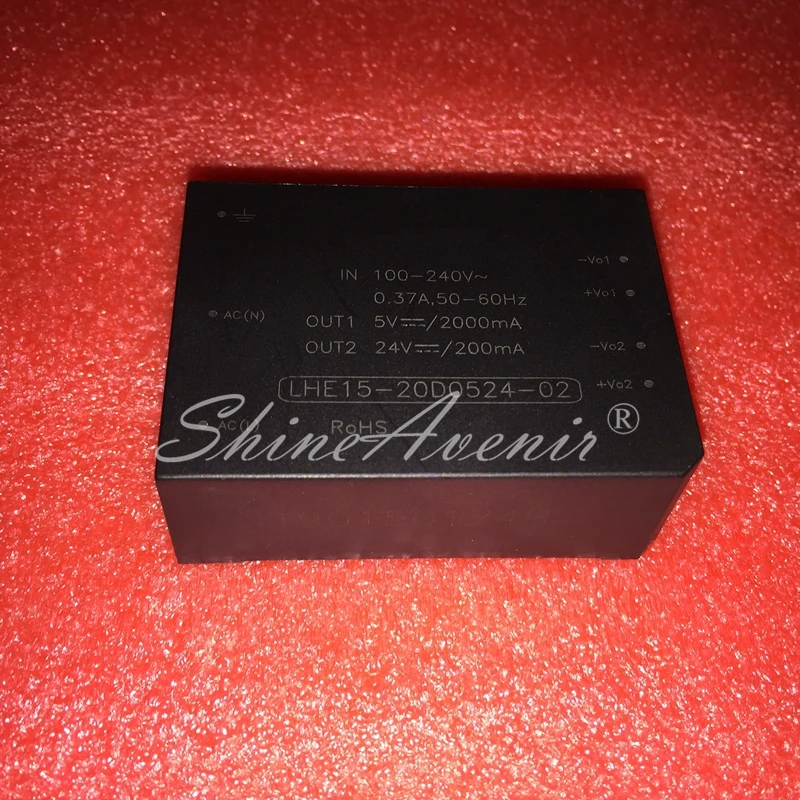 -Vo1
IN 100-240V~
+Vo1
0.37A,50-60Hz
AC(N)
OUT1 5V⎓/2000mA
OUT2 24V⎓/200mA
-Vo2
+Vo2
LHE15-20D0524-02
AC(L)
RoHS
ShineAvenir®